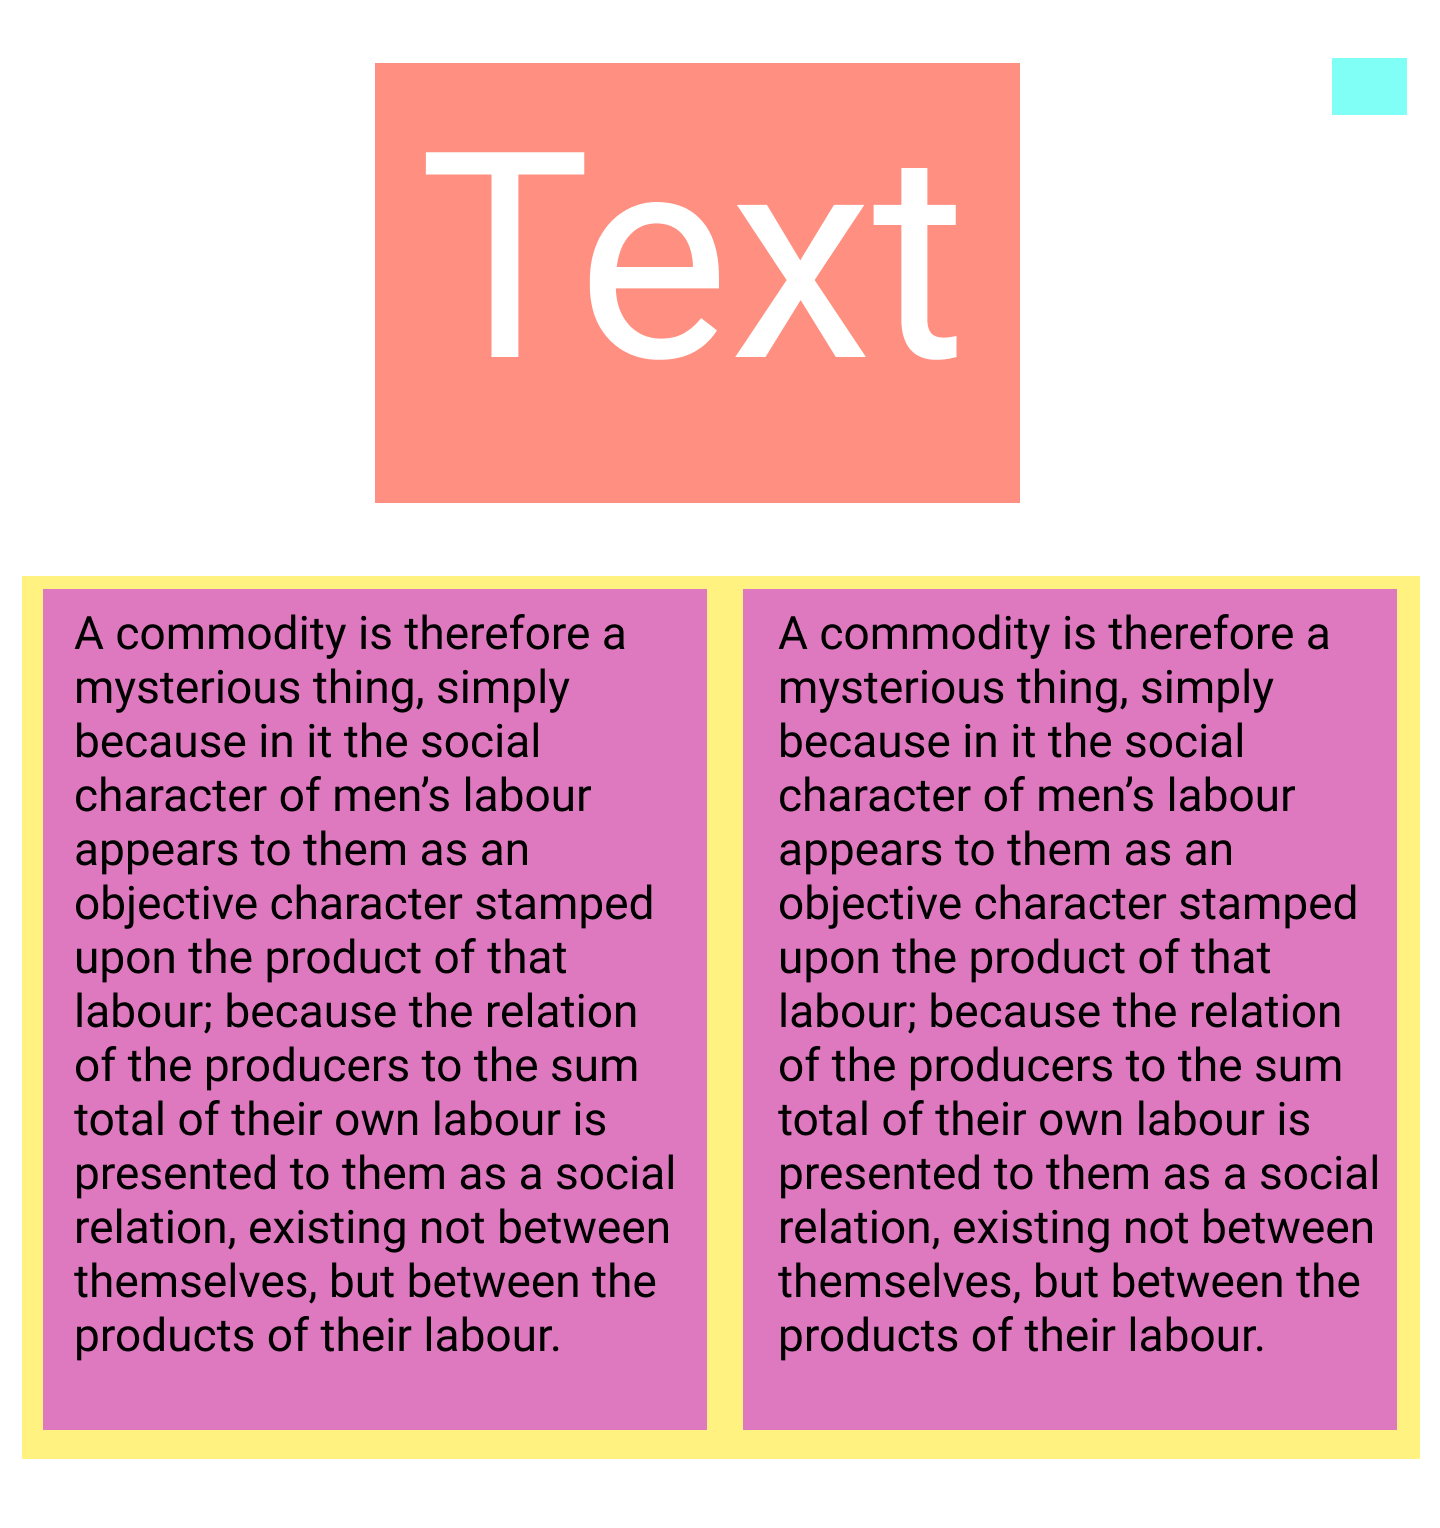 Text
A commodity is therefore a
mysterious thing, simply
because in it the social
character of men’s labour
appears to them as an
objective character stamped
upon the product of that
labour; because the relation
of the producers to the sum
total of their own labour is
presented to them as a social
relation, existing not between
themselves, but between the
products of their labour.
A commodity is therefore a
mysterious thing, simply
because in it the social
character of men’s labour
appears to them as an
objective character stamped
upon the product of that
labour; because the relation
of the producers to the sum
total of their own labour is
presented to them as a social
relation, existing not between
themselves, but between the
products of their labour.